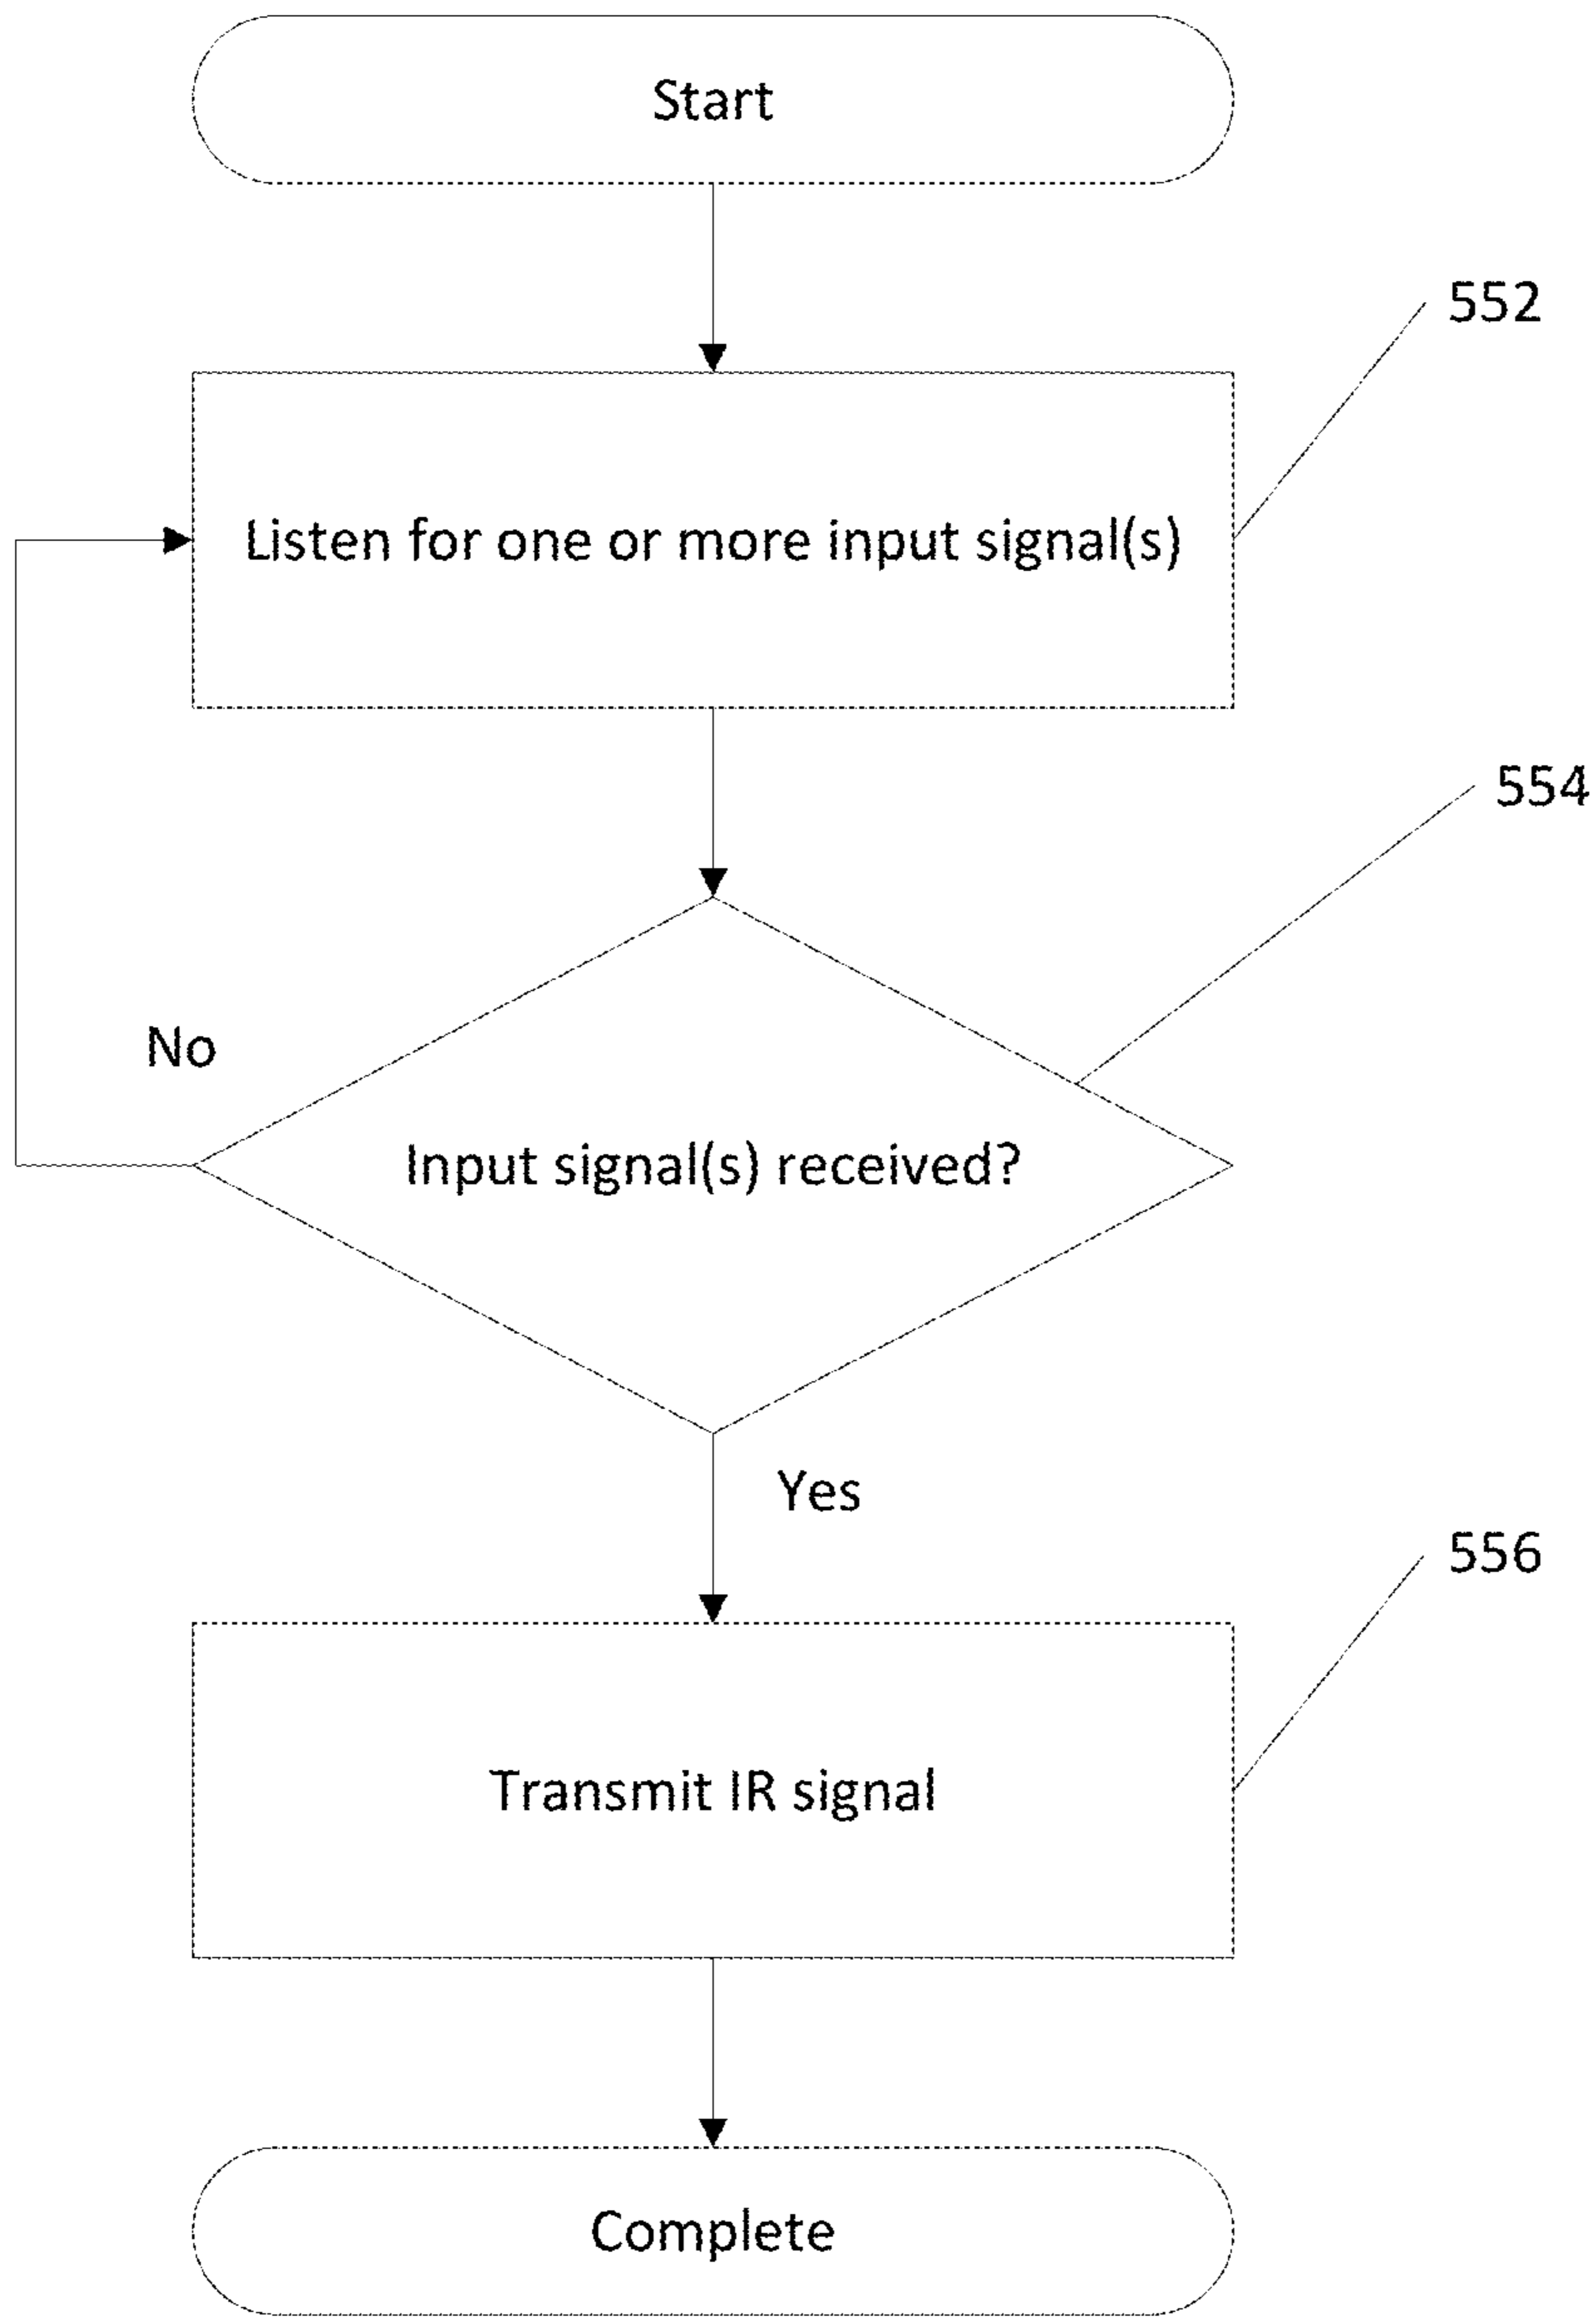 Start
552
Listen for one or more input signal(s)
554
No
Input signal(s) received?
Yes
556
Transmit IR signal
Complete